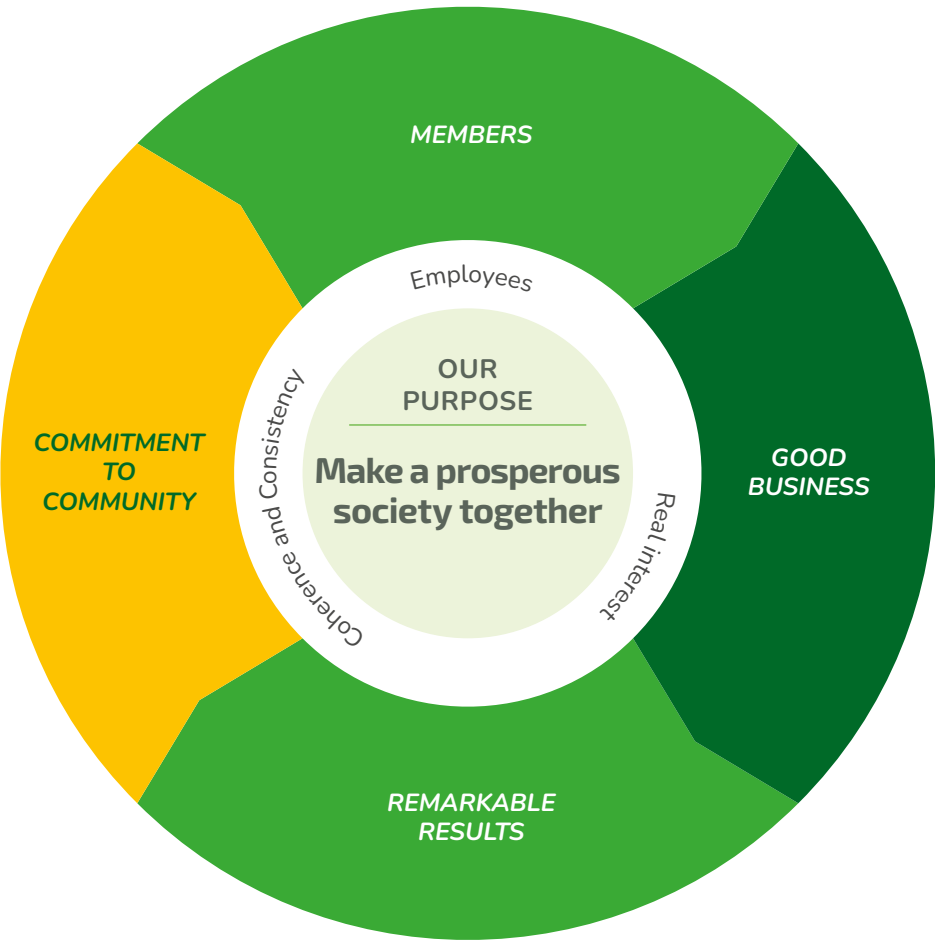 MEMBERS
Employees
OUR
PURPOSE
Make a prosperous
society together
Coherence and Consistency
Real interest
COMMITMENT
TO
COMMUNITY
GOOD
BUSINESS
REMARKABLE
RESULTS